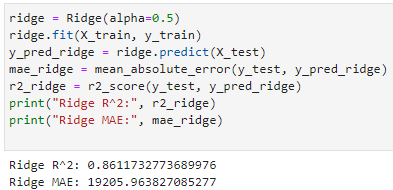 ridge = Ridge(alpha=0.5)
ridge.fit(X_train, y_train)
y_pred_ridge = ridge.predict(X_test)
mae_ridge = mean_absolute_error(y_test, y_pred_ridge)
r2_ridge = r2_score(y_test, y_pred_ridge)
print("Ridge R^2:", r2_ridge)
print("Ridge MAE:", mae_ridge)
Ridge R^2: 0.8611732773689976
Ridge MAE: 19205.963827085277